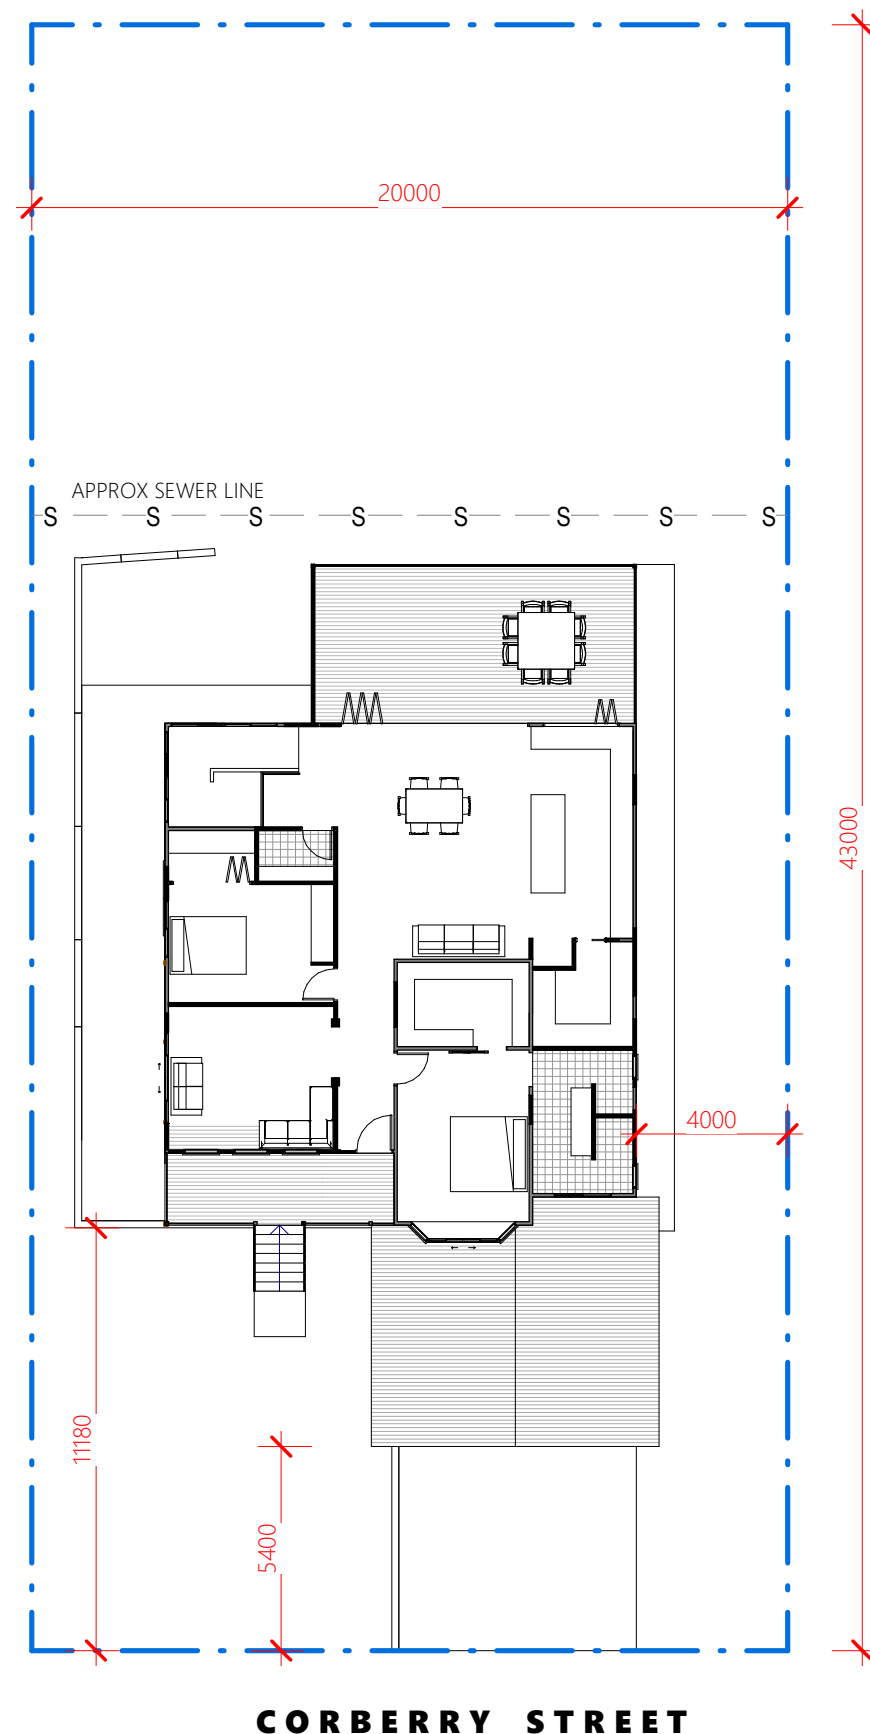 20000
APPROX SEWER LINE
S S S S S S S S
43000
4000
11180
5400
CORBERRY STREET